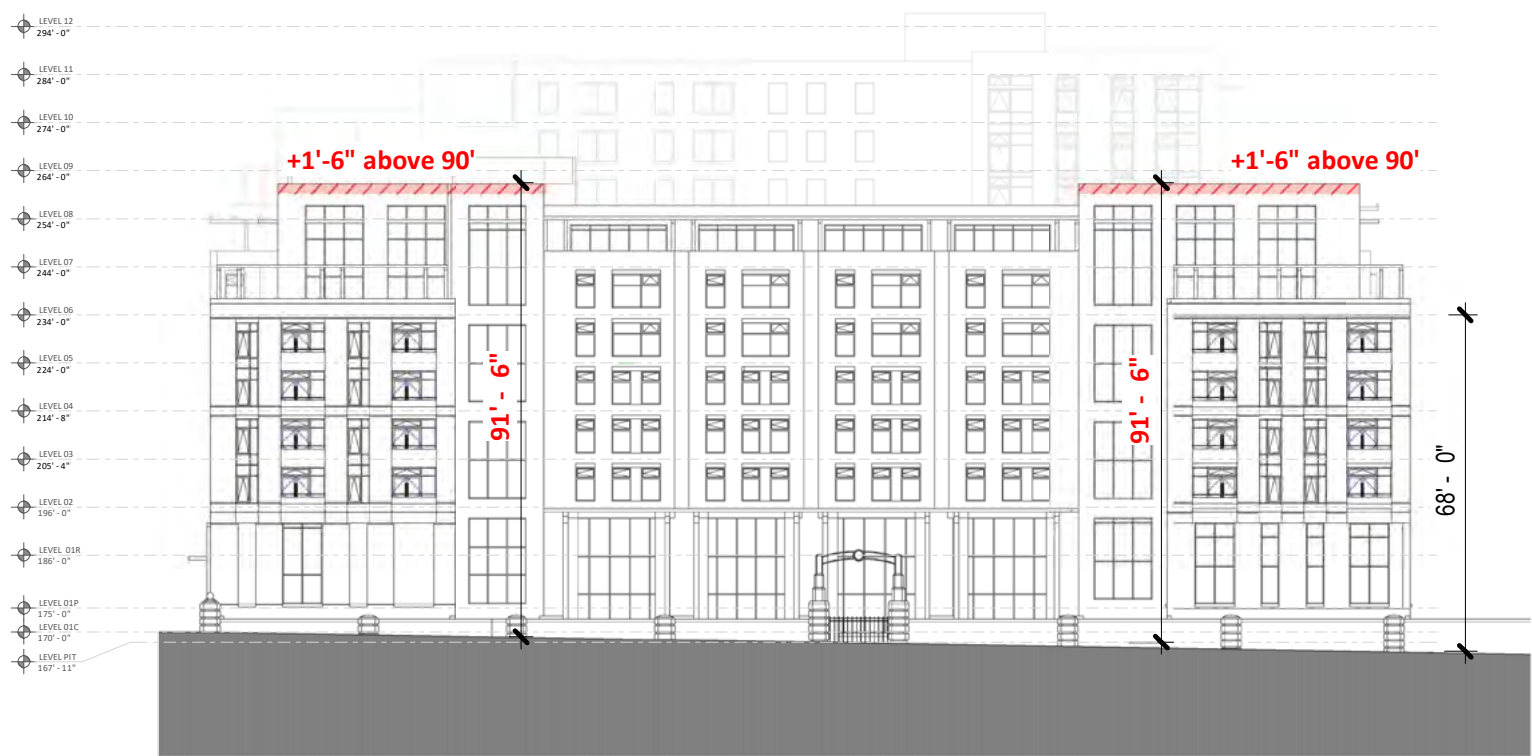 LEVEL 12
294' - 0"
LEVEL 11
284' - 0"
LEVEL 10
274' - 0"
LEVEL 09
264' - 0"
+1'-6" above 90'
+1'-6" above 90'
LEVEL 08
254' - 0"
LEVEL 07
244' - 0"
LEVEL 06
234' - 0"
LEVEL 05
224' - 0"
91' - 6"
91' - 6"
LEVEL 04
214' - 8"
LEVEL 03
205' - 4"
68' - 0"
LEVEL 02
196' - 0"
LEVEL 01R
186' - 0"
LEVEL 01P
175' - 0"
LEVEL 01C
170' - 0"
LEVEL PIT
167' - 11"